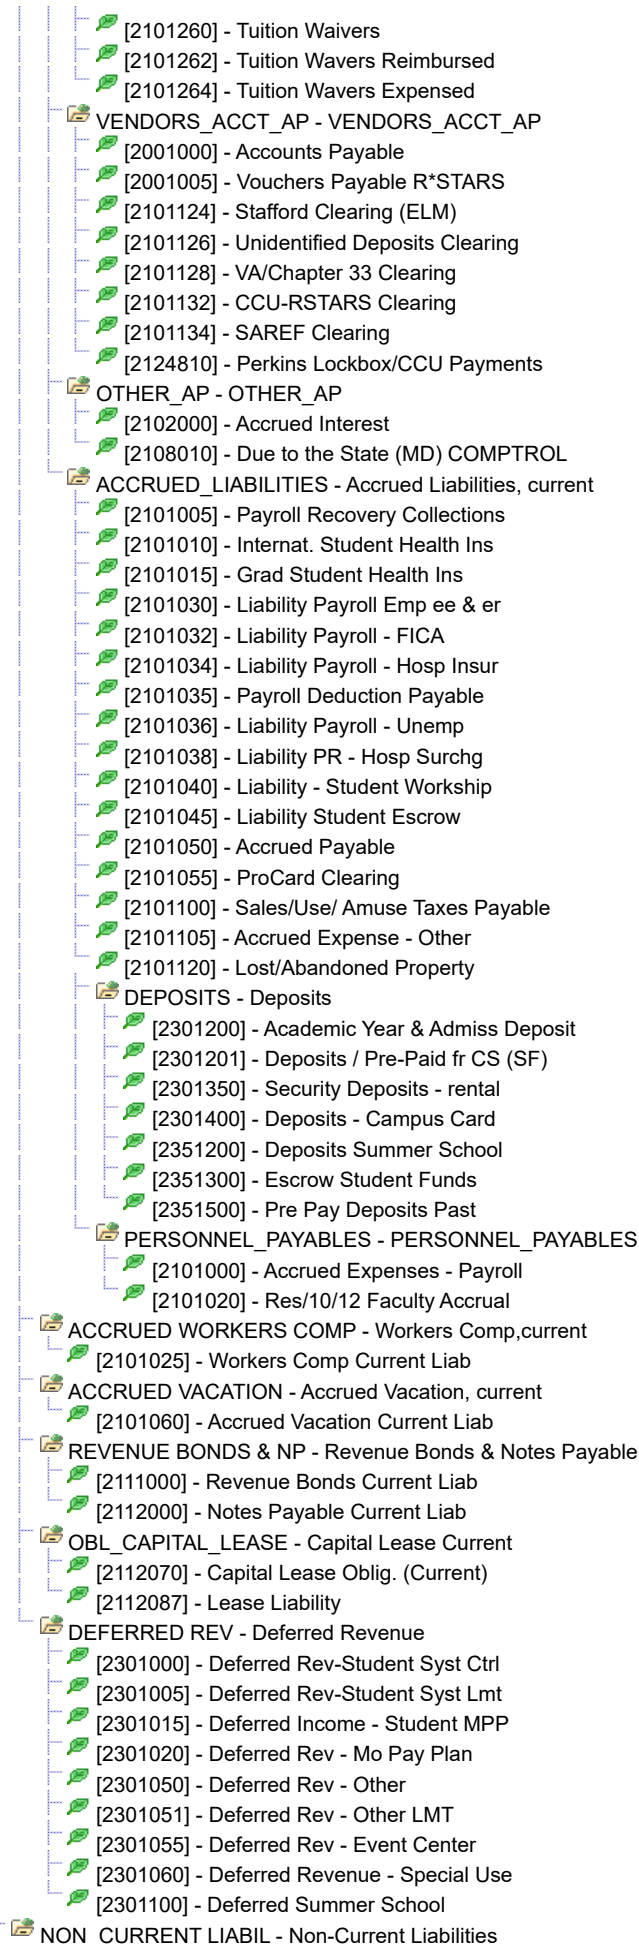 [2101260] - Tuition Waivers
[2101262] - Tuition Wavers Reimbursed
[2101264] - Tuition Wavers Expensed
VENDORS_ACCT_AP - VENDORS_ACCT_AP
[2001000] - Accounts Payable
[2001005] - Vouchers Payable R*STARS
[2101124] - Stafford Clearing (ELM)
[2101126] - Unidentified Deposits Clearing
[2101128] - VA/Chapter 33 Clearing
[2101132] - CCU-RSTARS Clearing
[2101134] - SAREF Clearing
[2124810] - Perkins Lockbox/CCU Payments
OTHER_AP - OTHER_AP
[2102000] - Accrued Interest
[2108010] - Due to the State (MD) COMPTROL
ACCRUED_LIABILITIES - Accrued Liabilities, current
[2101005] - Payroll Recovery Collections
[2101010] - Internat. Student Health Ins
[2101015] - Grad Student Health Ins
[2101030] - Liability Payroll Emp ee & er
[2101032] - Liability Payroll - FICA
[2101034] - Liability Payroll - Hosp Insur
[2101035] - Payroll Deduction Payable
[2101036] - Liability Payroll - Unemp
[2101038] - Liability PR - Hosp Surchg
[2101040] - Liability - Student Workship
[2101045] - Liability Student Escrow
[2101050] - Accrued Payable
[2101055] - ProCard Clearing
[2101100] - Sales/Use/ Amuse Taxes Payable
[2101105] - Accrued Expense - Other
[2101120] - Lost/Abandoned Property
DEPOSITS - Deposits
[2301200] - Academic Year & Admiss Deposit
[2301201] - Deposits / Pre-Paid fr CS (SF)
[2301350] - Security Deposits - rental
[2301400] - Deposits - Campus Card
[2351200] - Deposits Summer School
[2351300] - Escrow Student Funds
[2351500] - Pre Pay Deposits Past
PERSONNEL_PAYABLES - PERSONNEL_PAYABLES
[2101000] - Accrued Expenses - Payroll
[2101020] - Res/10/12 Faculty Accrual
ACCRUED WORKERS COMP - Workers Comp,current
[2101025] - Workers Comp Current Liab
ACCRUED VACATION - Accrued Vacation, current
[2101060] - Accrued Vacation Current Liab
REVENUE BONDS & NP - Revenue Bonds & Notes Payable
[2111000] - Revenue Bonds Current Liab
[2112000] - Notes Payable Current Liab
OBL_CAPITAL_LEASE - Capital Lease Current
[2112070] - Capital Lease Oblig. (Current)
[2112087] - Lease Liability
DEFERRED REV - Deferred Revenue
[2301000] - Deferred Rev-Student Syst Ctrl
[2301005] - Deferred Rev-Student Syst Lmt
[2301015] - Deferred Income - Student MPP
[2301020] - Deferred Rev - Mo Pay Plan
[2301050] - Deferred Rev - Other
[2301051] - Deferred Rev - Other LMT
[2301055] - Deferred Rev - Event Center
[2301060] - Deferred Revenue - Special Use
[2301100] - Deferred Summer School
NON_CURRENT LIABIL - Non-Current Liabilities